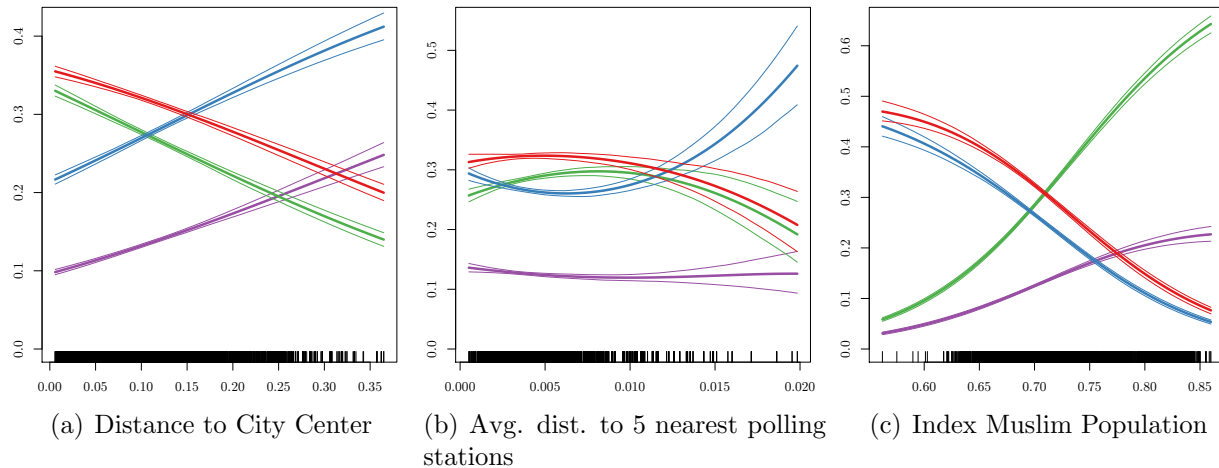 0.0 0.1 0.2 0.3 0.4
0.00 0.05 0.10 0.15 0.20 0.25 0.30 0.35
(a) Distance to City Center
0.0 0.1 0.2 0.3 0.4 0.5
0.000 0.005 0.010 0.015 0.020
(b) Avg. dist. to 5 nearest polling
stations
0.0 0.1 0.2 0.3 0.4 0.5 0.6
0.60 0.65 0.70 0.75 0.80 0.85
(c) Index Muslim Population